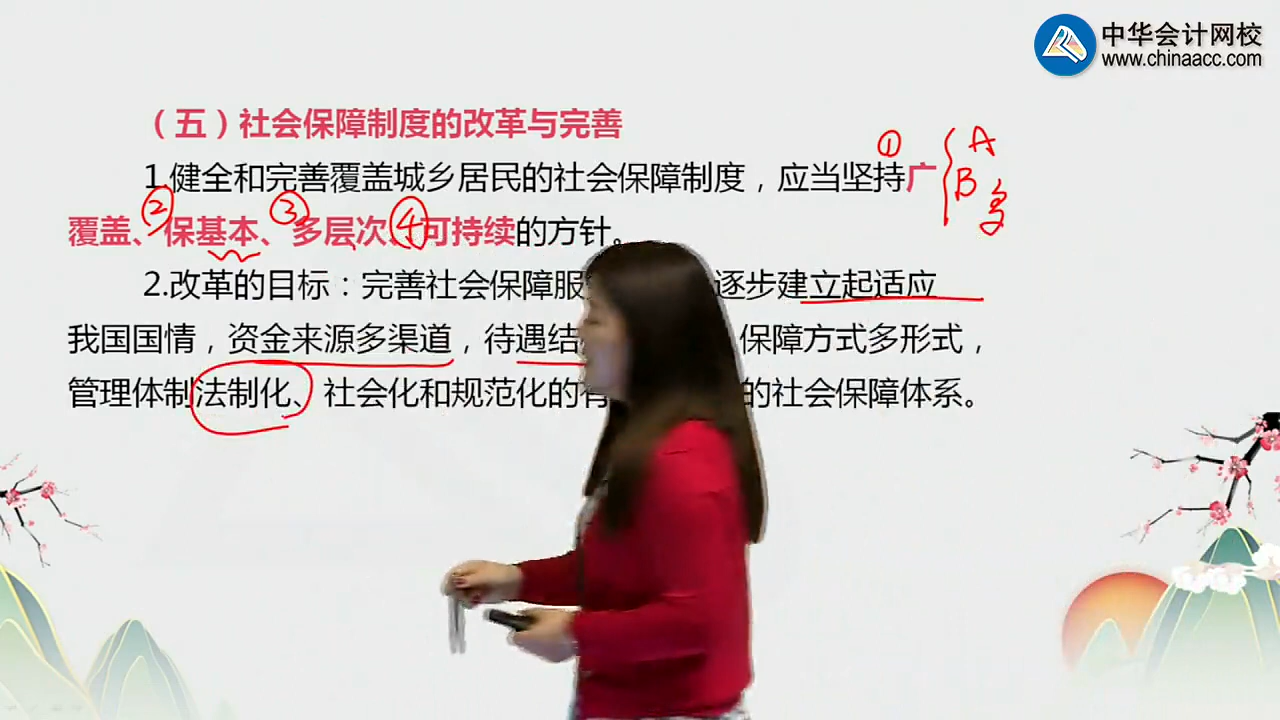 中华会计网校
www.chinaacc.com
（五）社会保障制度的改革与完善
1.健全和完善覆盖城乡居民的社会保障制度，应当坚持广
覆盖、保基本、多层次、可持续的方针。
2.改革的目标：完善社会保障服 逐步建立起适应
我国国情，资金来源多渠道，待遇结 保障方式多形式，
管理体制法制化、社会化和规范化的有 的社会保障体系。
① A
B 多
② ③ ④